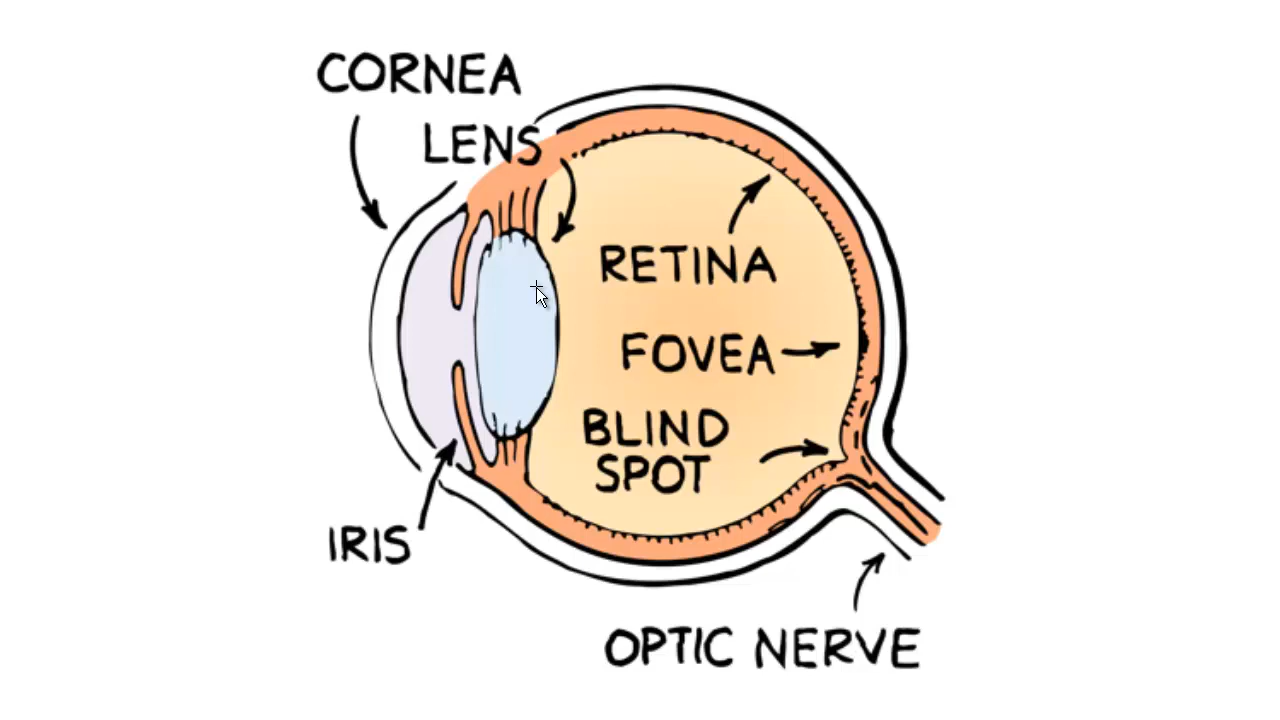 CORNEA
LENS
RETINA
FOVEA
BLIND
SPOT
IRIS
OPTIC NERVE